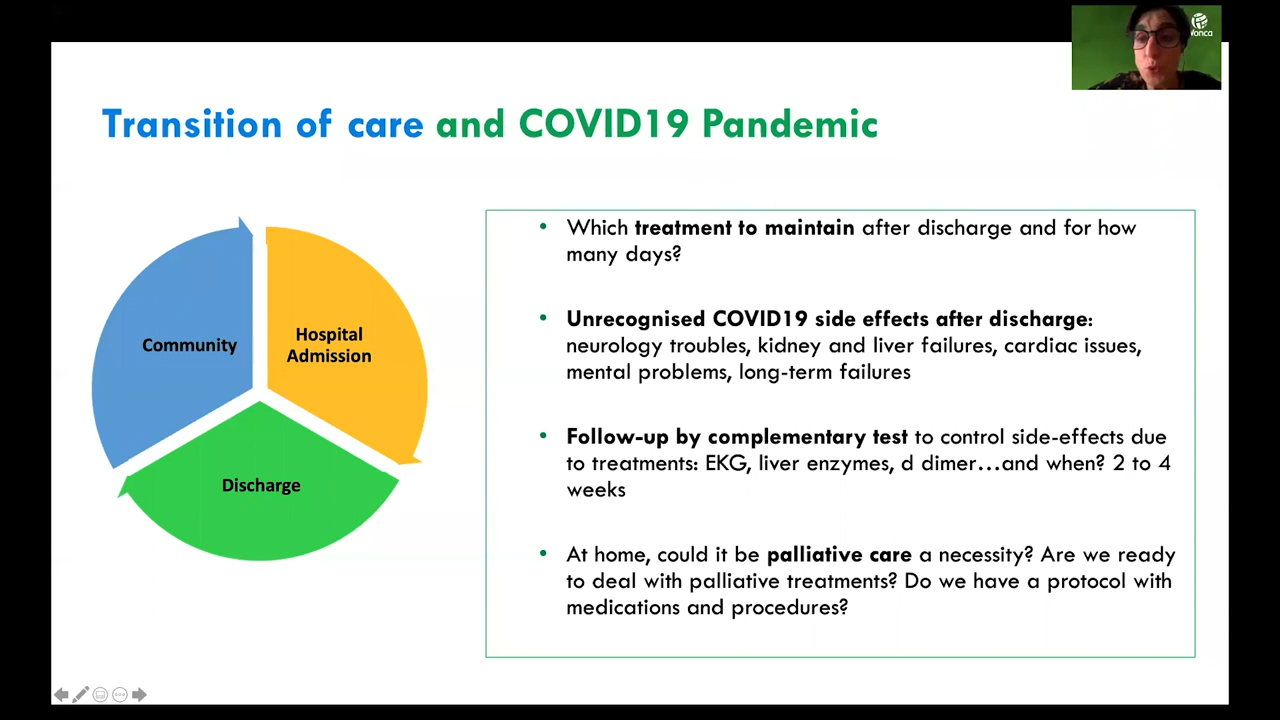 Wonca
Transition of care and COVID19 Pandemic
Community
Hospital
Admission
Discharge
• Which treatment to maintain after discharge and for how
many days?
• Unrecognised COVID19 side effects after discharge:
neurology troubles, kidney and liver failures, cardiac issues,
mental problems, long-term failures
• Follow-up by complementary test to control side-effects due
to treatments: EKG, liver enzymes, d dimer...and when? 2 to 4
weeks
• At home, could it be palliative care a necessity? Are we ready
to deal with palliative treatments? Do we have a protocol with
medications and procedures?